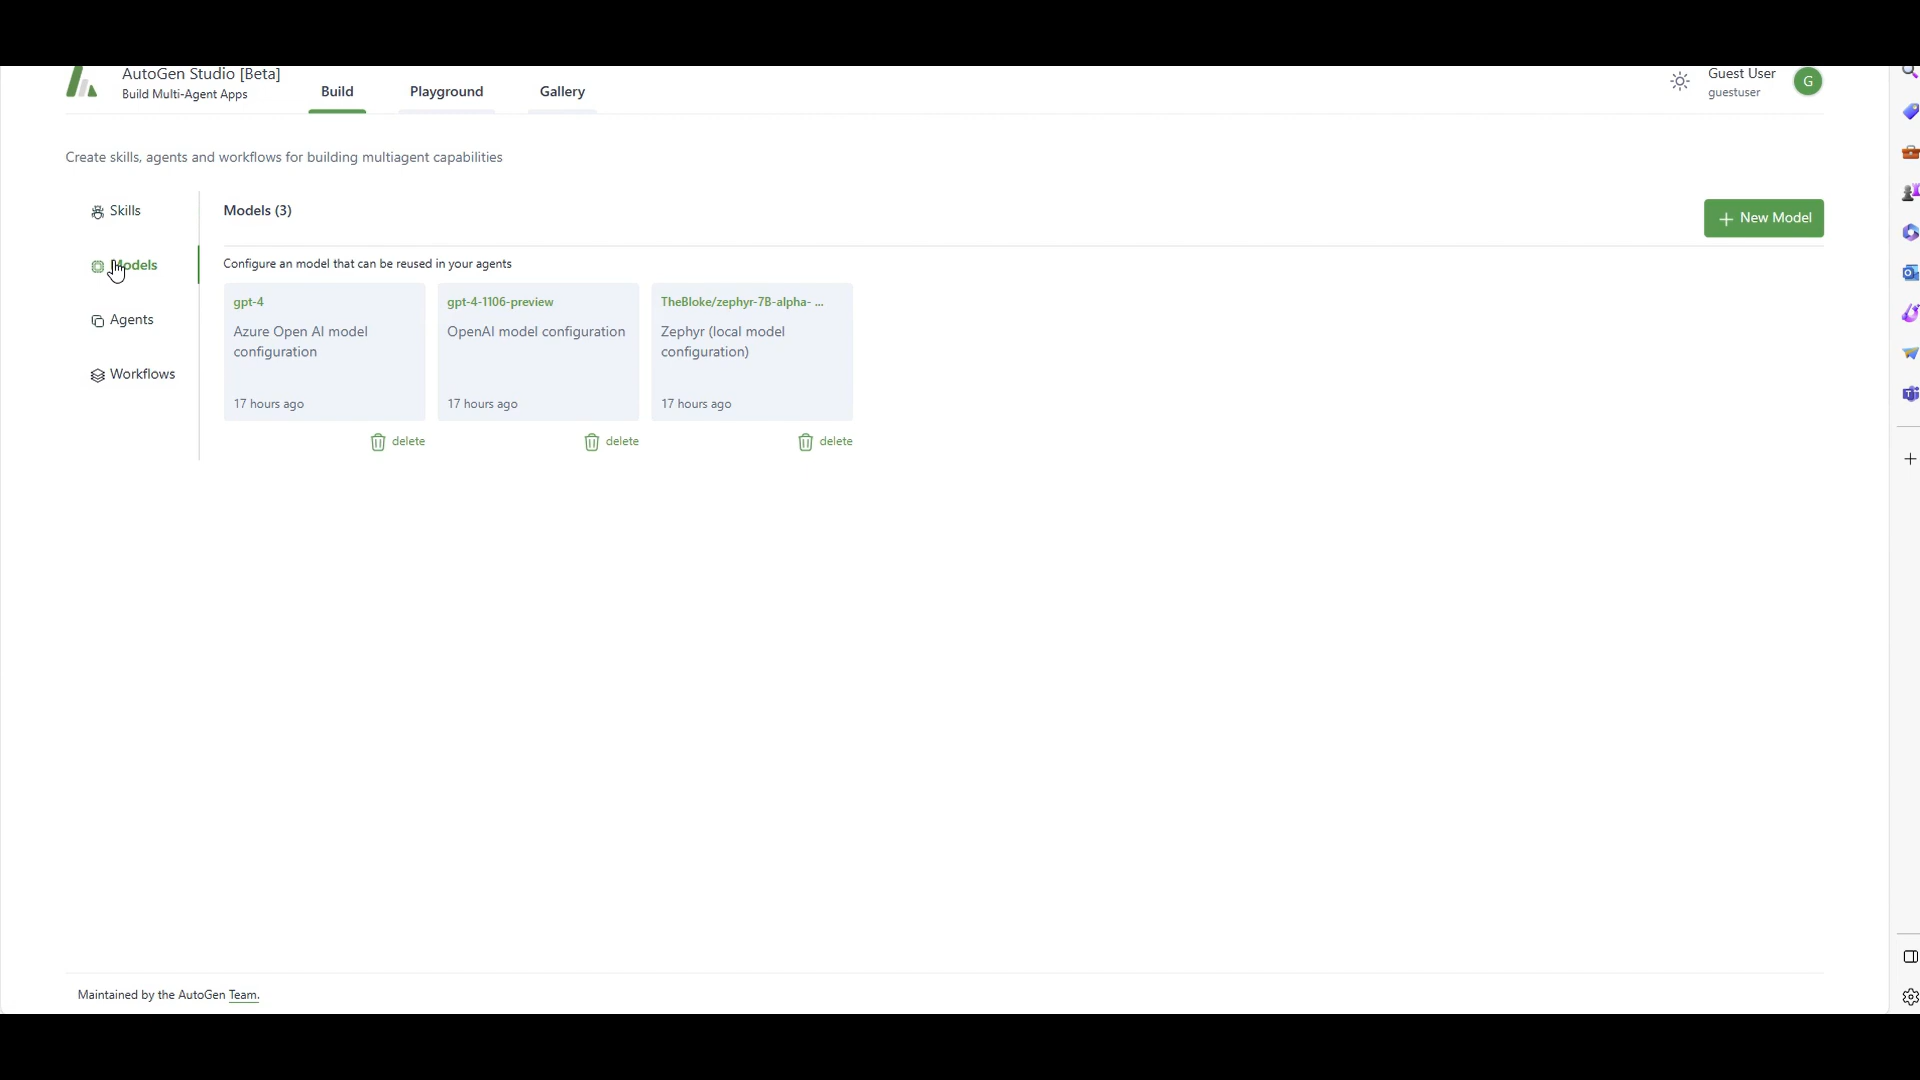 AutoGen Studio [Beta]
Build Multi-Agent Apps
Build
Playground
Gallery
Guest User
guestuser
G
Create skills, agents and workflows for building multiagent capabilities
Skills
Models
Agents
Workflows
Models (3)
New Model
Configure an model that can be reused in your agents
gpt-4
Azure Open AI model
configuration
17 hours ago
delete
gpt-4-1106-preview
OpenAI model configuration
17 hours ago
delete
TheBloke/zephyr-7B-alpha- ...
Zephyr (local model
configuration)
17 hours ago
delete
Maintained by the AutoGen Team.